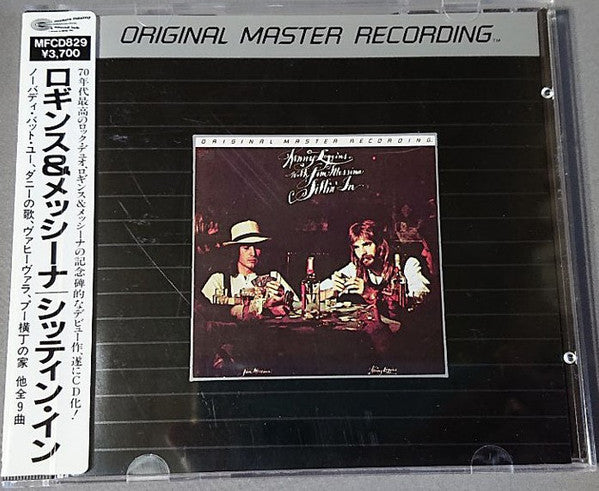 MFCD829
¥3,700
ロギンス&メッシーナ/シッティン・イン
70年代最高のロック・デュオ、ロギンス&メッシーナの記念碑的なデビュー作、遂にCD化!
ノーバディ・バット・ユー、ダニーの歌、ヴァヒーヴァラ、プー横丁の家 他全9曲
ORIGINAL MASTER RECORDING™
ORIGINAL MASTER RECORDING
Kenny Loggins
with Jim Messina
Sittin' In
Jim Messina
Kenny Loggins